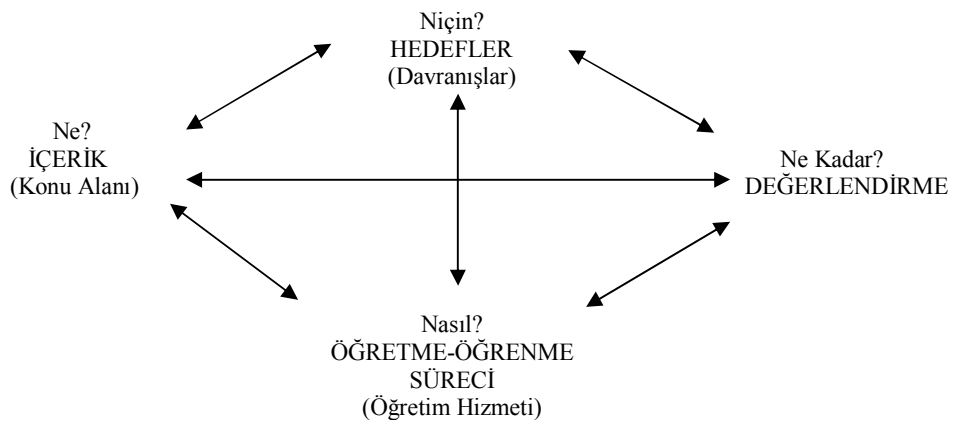 Niçin?
HEDEFLER
(Davranışlar)
Ne?
İÇERİK
(Konu Alanı)
Ne Kadar?
DEĞERLENDİRME
Nasıl?
ÖĞRETME-ÖĞRENME
SÜRECİ
(Öğretim Hizmeti)